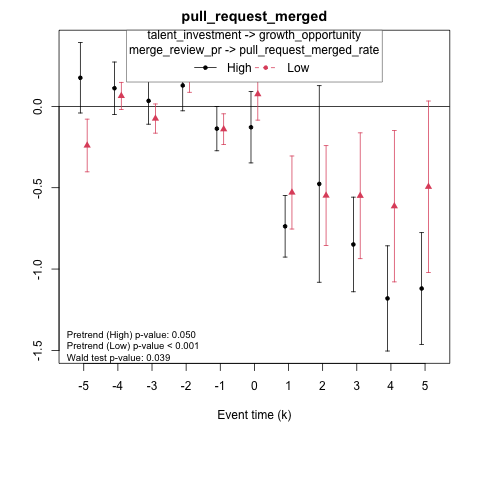 pull_request_merged
talent_investment -> growth_opportunity
merge_review_pr -> pull_request_merged_rate
High Low
0.0
-0.5
-1.0
-1.5
Pretrend (High) p-value: 0.050
Pretrend (Low) p-value < 0.001
Wald test p-value: 0.039
-5 -4 -3 -2 -1 0 1 2 3 4 5
Event time (k)